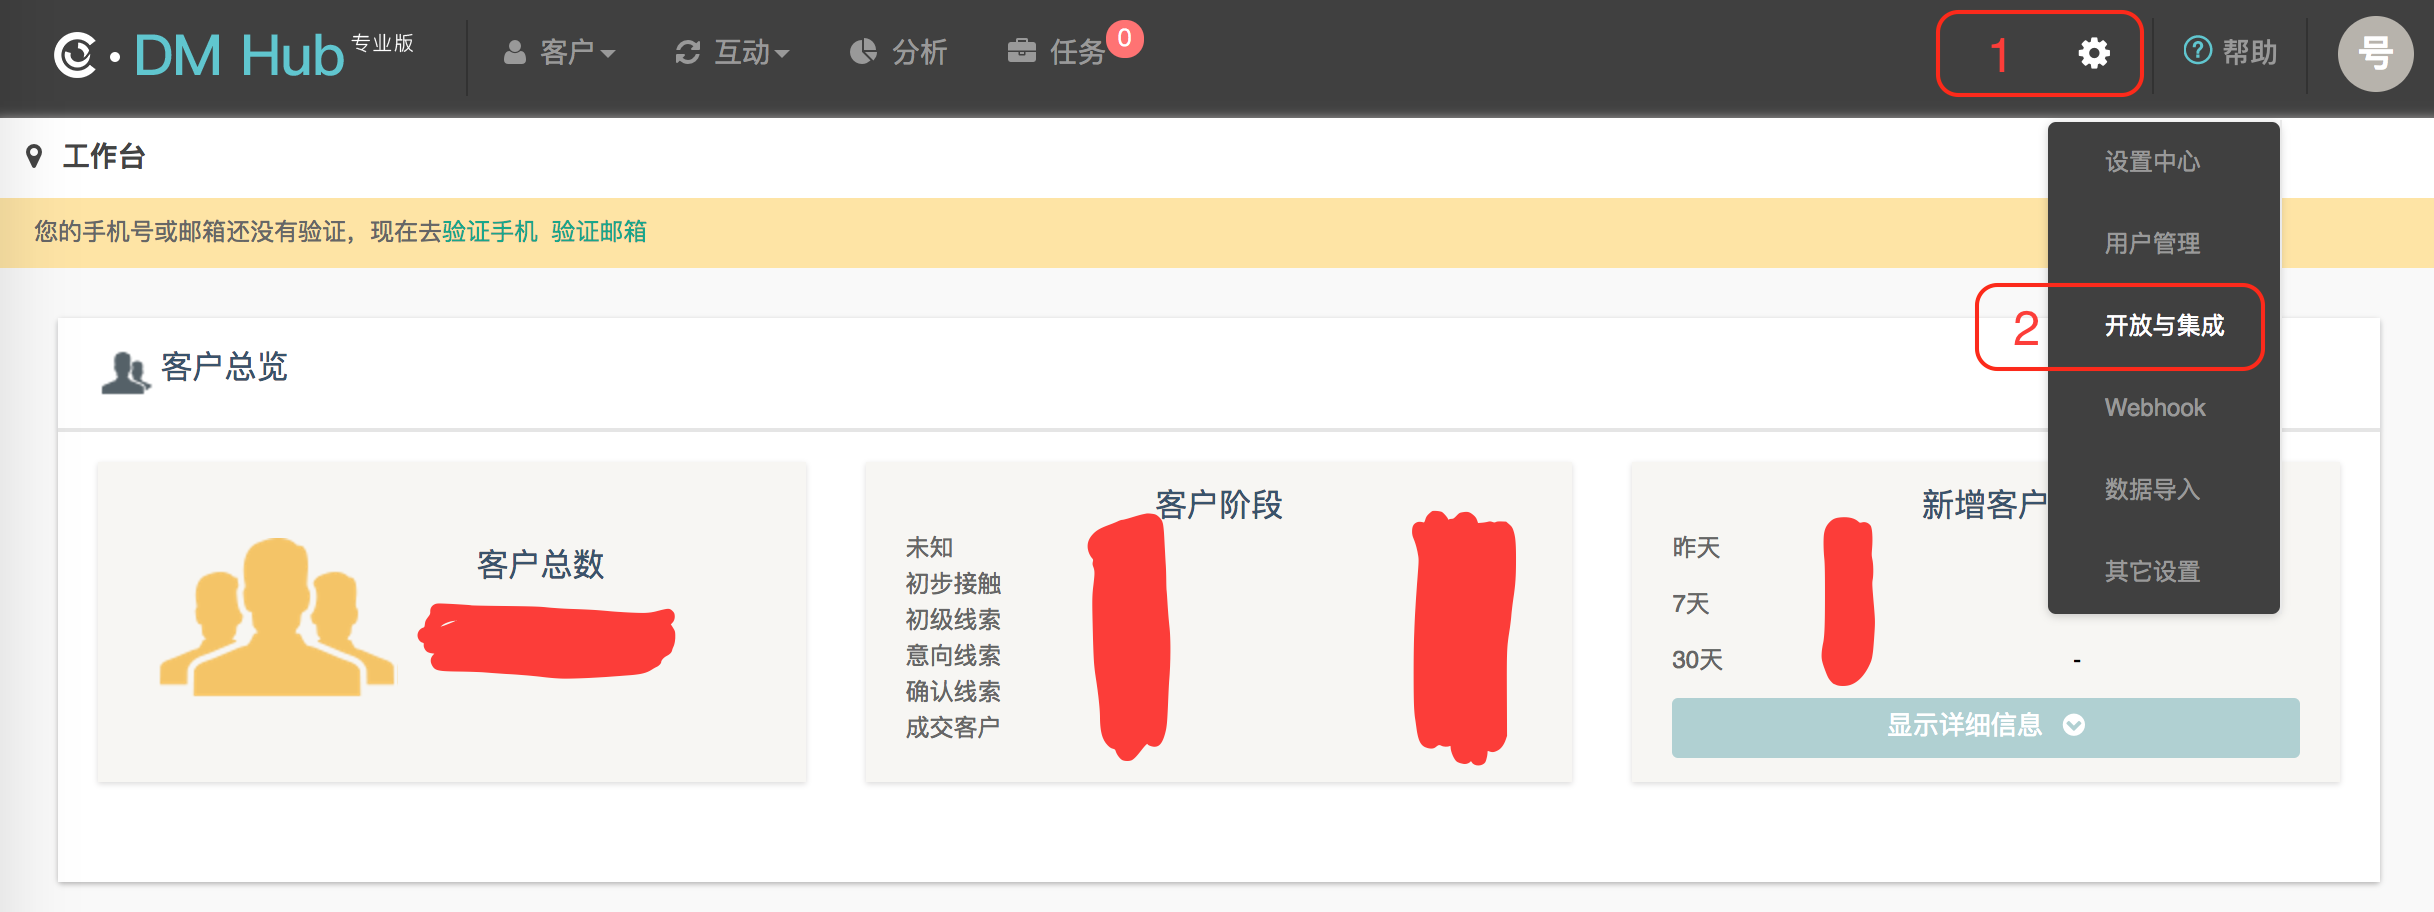 DM Hub 专业版
客户 互动 分析 任务 0 1 帮助 号
工作台
设置中心
您的手机号或邮箱还没有验证，现在去验证手机 验证邮箱
用户管理
2 开放与集成
客户总览
Webhook
数据导入
其它设置
客户总数
客户阶段
未知
初步接触
初级线索
意向线索
确认线索
成交客户
新增客户
昨天
7天
30天 -
显示详细信息